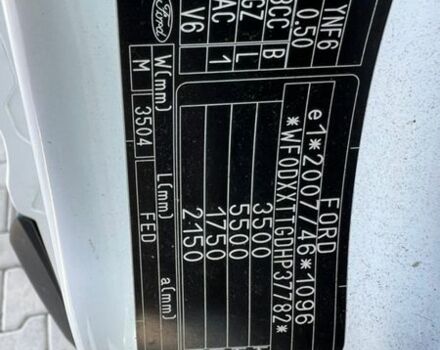 FORD
e1*2007/46*1096
*WF0DXXTTGDHP37782*
3500
5500
1750
2150
YNF6
0.50
BCC B
GZ L
AC 1
V6
Ford
W(mm) L(mm) a(mm)
M 3504 FED